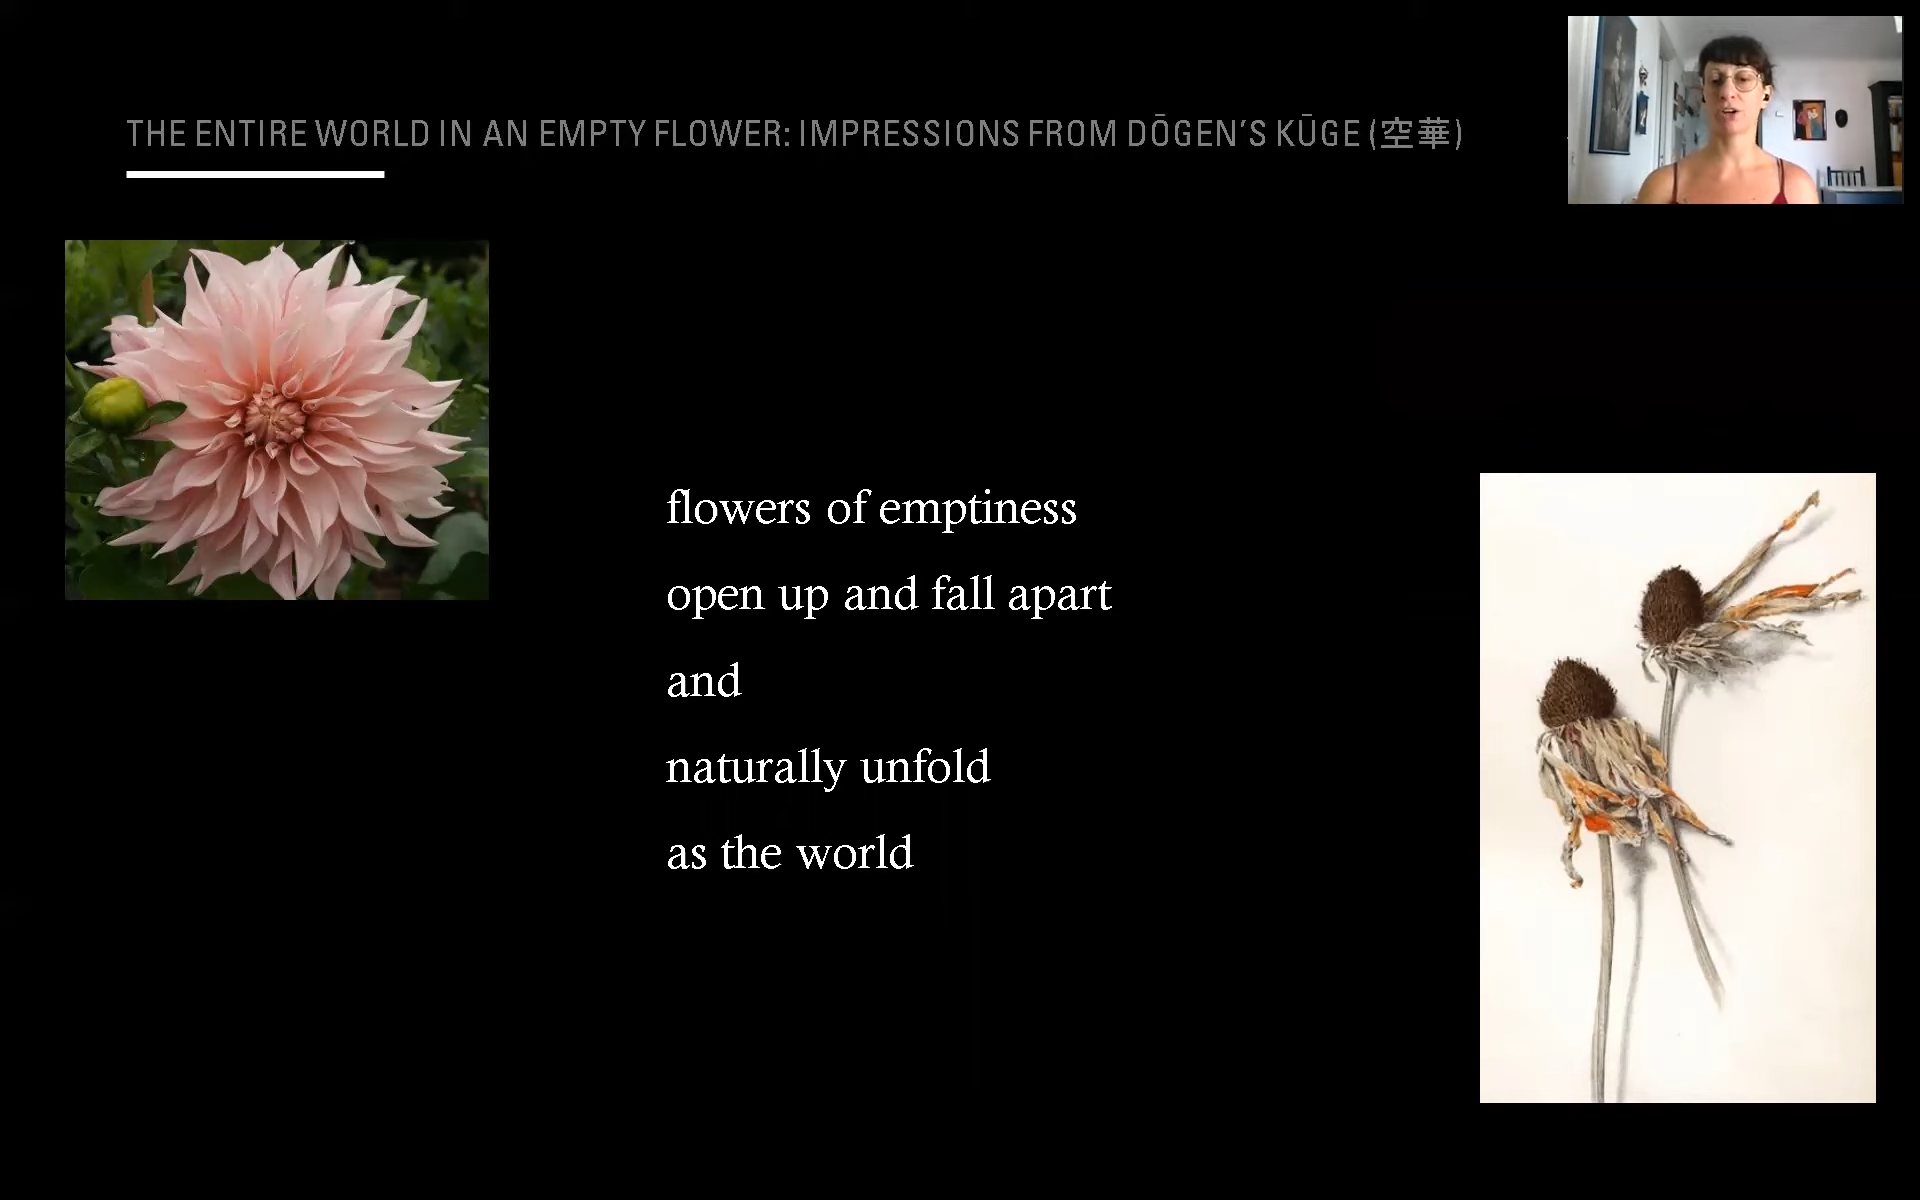 THE ENTIRE WORLD IN AN EMPTY FLOWER: IMPRESSIONS FROM DŌGEN’S KŪGE (空華)
flowers of emptiness
open up and fall apart
and
naturally unfold
as the world